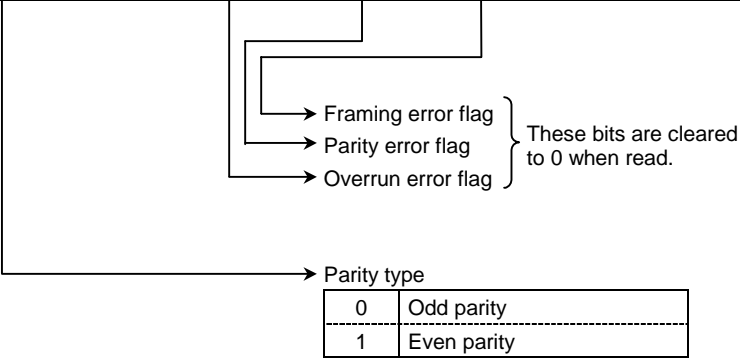 Framing error flag
Parity error flag
Overrun error flag
These bits are cleared
to 0 when read.
Parity type
0 Odd parity
1 Even parity